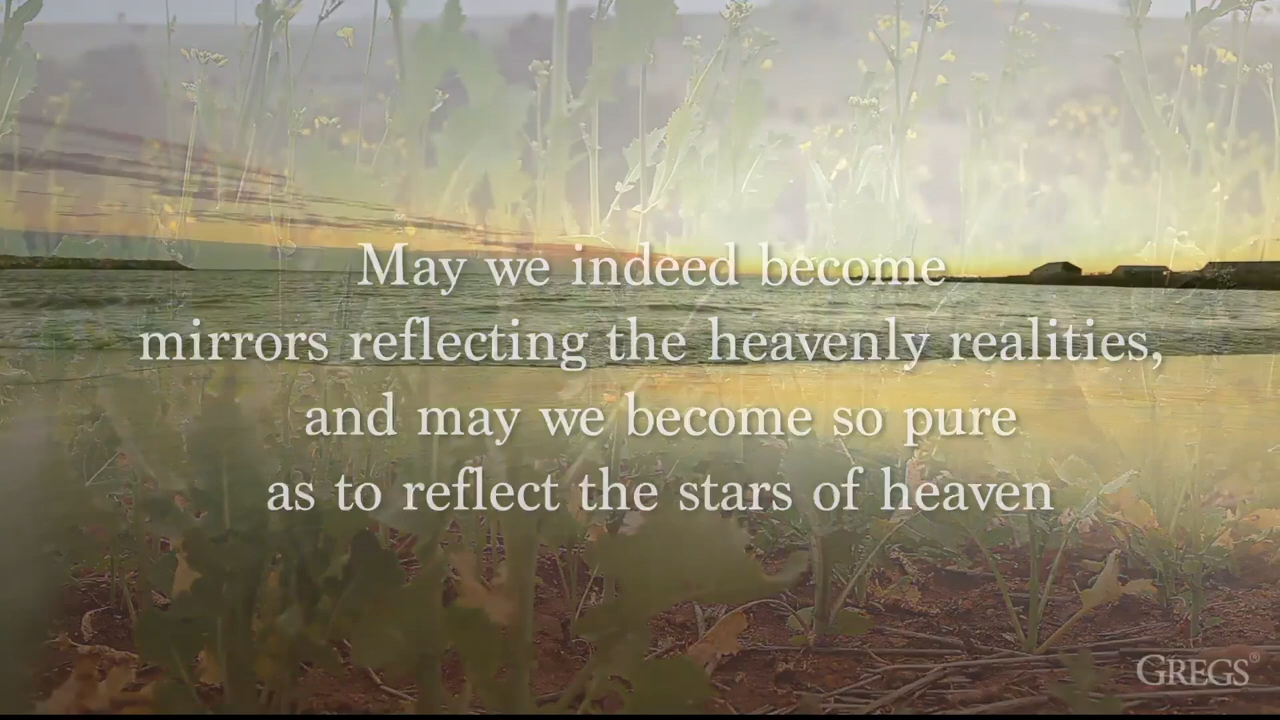 May we indeed become
mirrors reflecting the heavenly realities,
and may we become so pure
as to reflect the stars of heaven
GREGS®